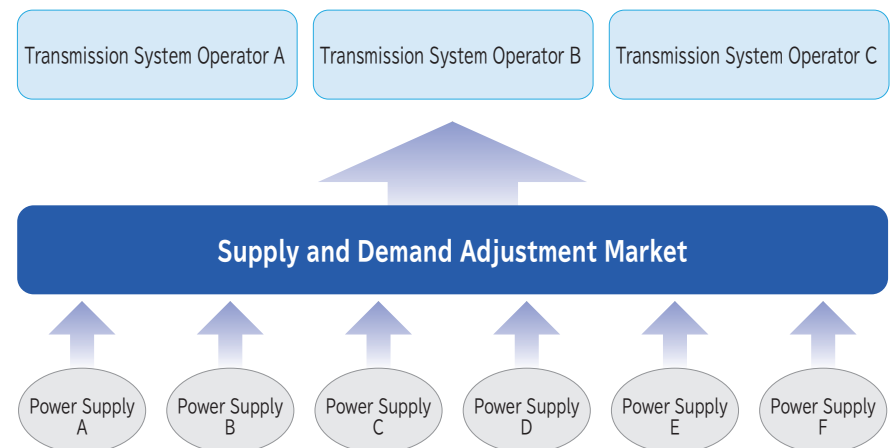 Transmission System Operator A
Transmission System Operator B
Transmission System Operator C
Supply and Demand Adjustment Market
Power Supply
A
Power Supply
B
Power Supply
C
Power Supply
D
Power Supply
E
Power Supply
F